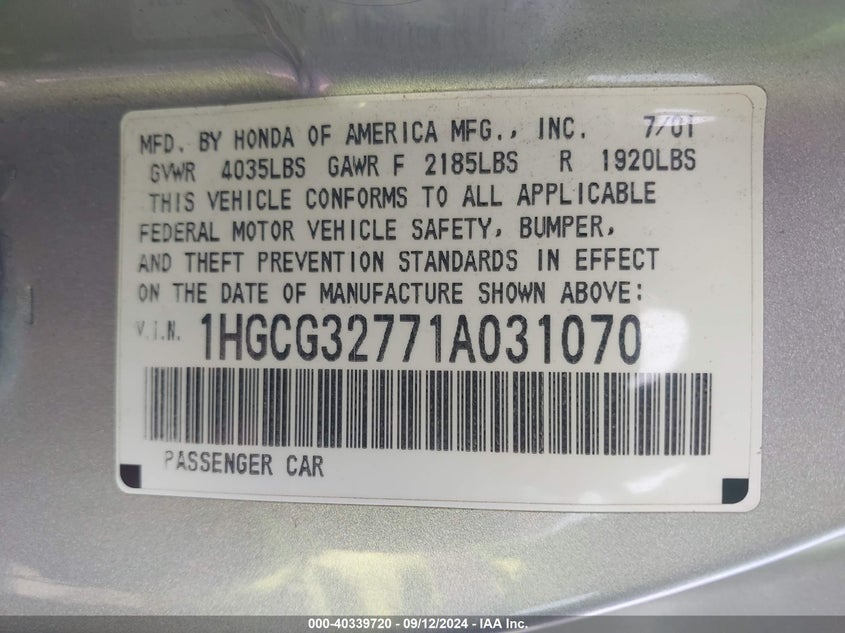 MFD. BY HONDA OF AMERICA MFG., INC. 7/01
GVWR 4035LBS GAWR F 2185LBS R 1920LBS
THIS VEHICLE CONFORMS TO ALL APPLICABLE
FEDERAL MOTOR VEHICLE SAFETY, BUMPER,
AND THEFT PREVENTION STANDARDS IN EFFECT
ON THE DATE OF MANUFACTURE SHOWN ABOVE:
V.I.N. 1HGCG32771A031070
PASSENGER CAR
000-40339720 - 09/12/2024 - IAA Inc.